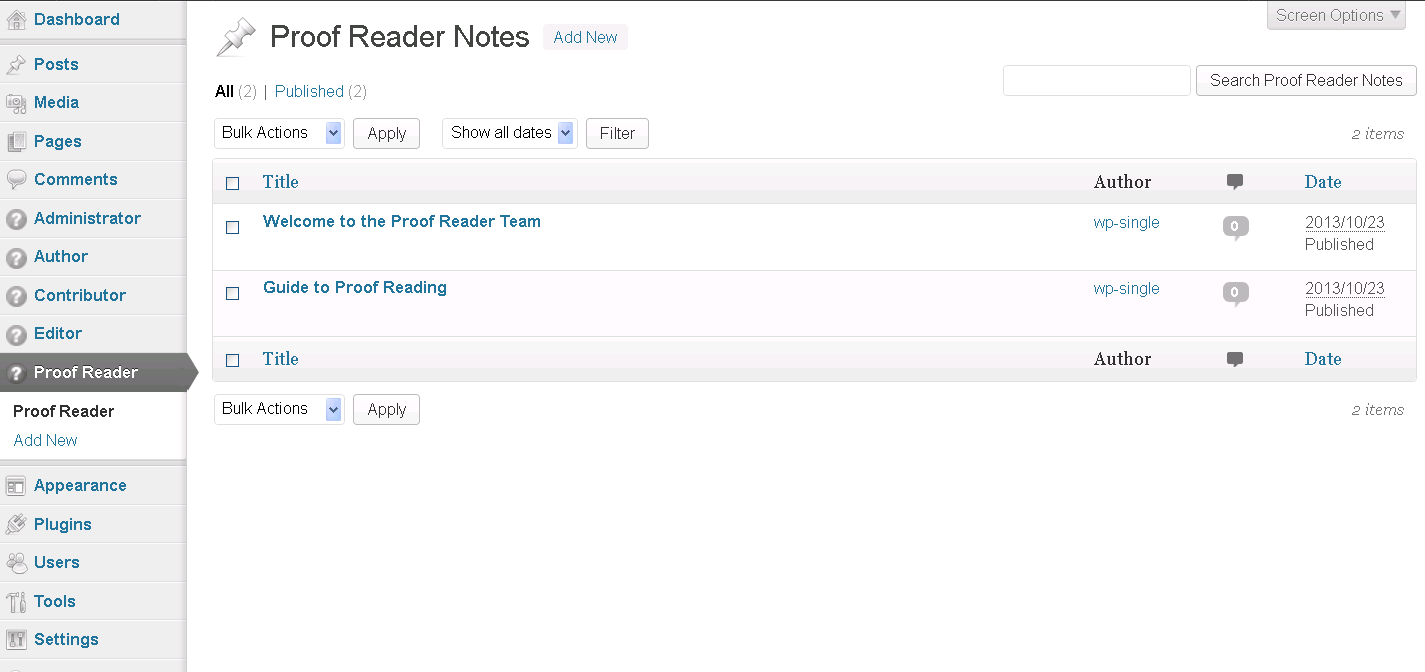 Dashboard
Posts
Media
Pages
Comments
Administrator
Author
Contributor
Editor
Proof Reader
Proof Reader
Add New
Appearance
Plugins
Users
Tools
Settings
Screen Options
Proof Reader Notes Add New
All (2) | Published (2)
Search Proof Reader Notes
Bulk Actions Apply Show all dates Filter 2 items
Title Author Date
Welcome to the Proof Reader Team wp-single 0 2013/10/23
Published
Guide to Proof Reading wp-single 0 2013/10/23
Published
Title Author Date
Bulk Actions Apply 2 items